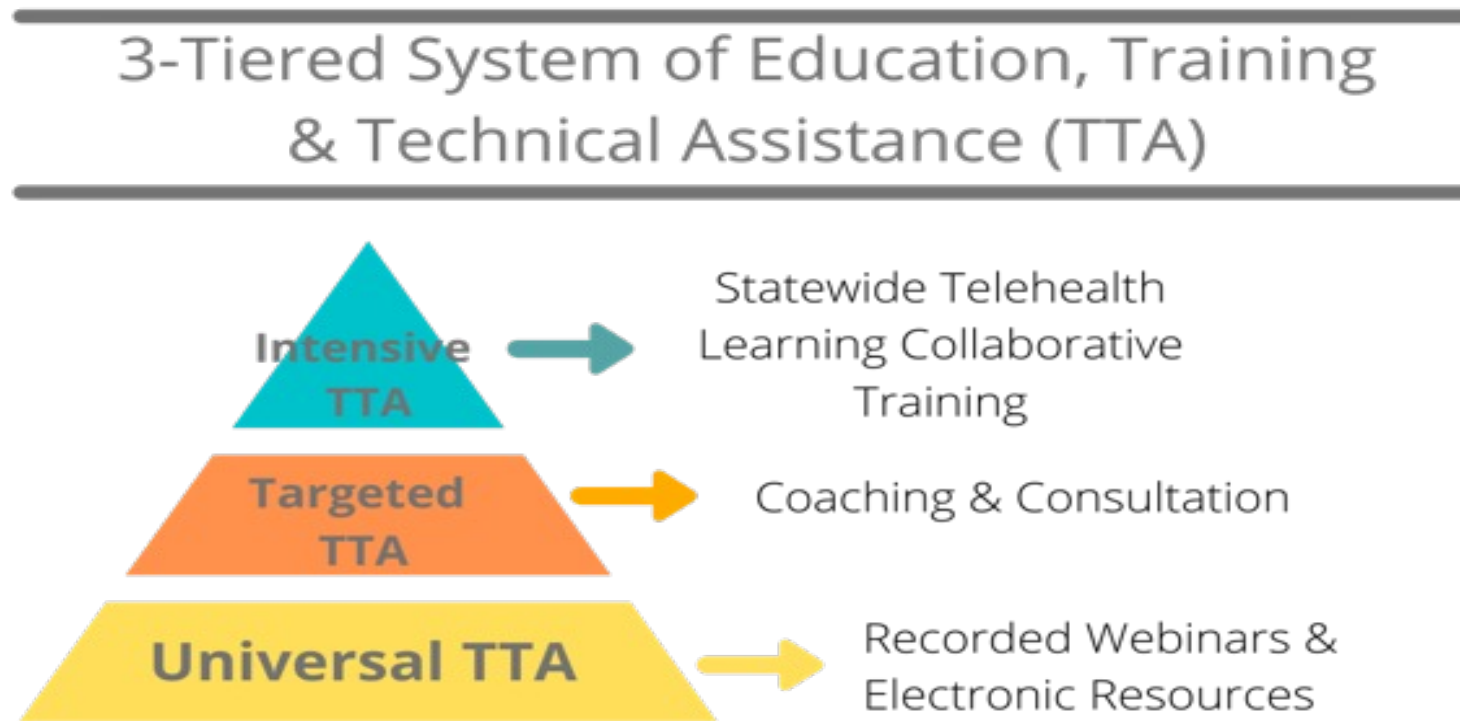 3-Tiered System of Education, Training
& Technical Assistance (TTA)
Intensive
TTA
Statewide Telehealth
Learning Collaborative
Training
Targeted
TTA
Coaching & Consultation
Universal TTA
Recorded Webinars &
Electronic Resources